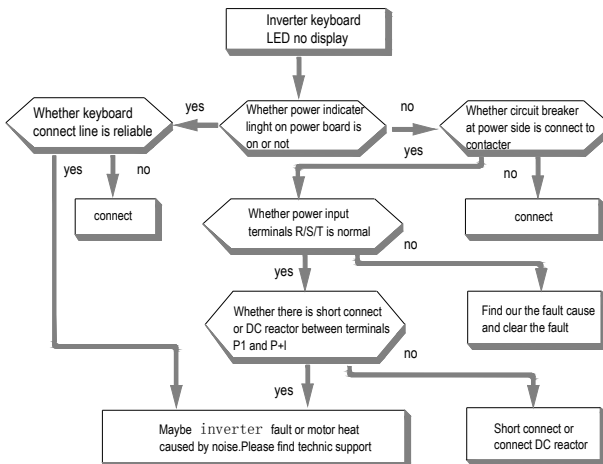 Inverter keyboard
LED no display
Whether keyboard
connect line is reliable
yes
Whether power indicater
linght on power board is
on or not
no
Whether circuit breaker
at power side is connect to
contacter
yes
yes
no
no
connect
connect
Whether power input
terminals R/S/T is normal
no
yes
Find our the fault cause
and clear the fault
Whether there is short connect
or DC reactor between terminals
P1 and P+l
no
yes
Maybe inverter fault or motor heat
caused by noise.Please find technic support
Short connect or
connect DC reactor